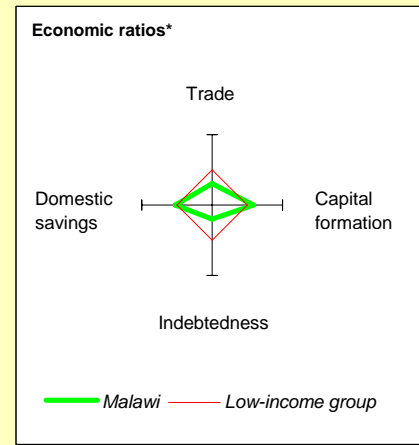 Economic ratios*
Trade
Domestic
savings
Capital
formation
Indebtedness
Malawi
Low-income group